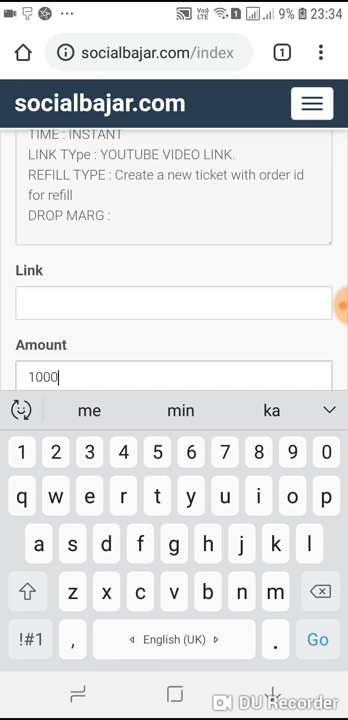 9% 23:34
socialbajar.com/index
1
socialbajar.com
TIME : INSTANT
LINK TYpe : YOUTUBE VIDEO LINK.
REFILL TYPE : Create a new ticket with order id
for refill
DROP MARG :
Link
Amount
1000
me min ka
1 2 3 4 5 6 7 8 9 0
q w e r t y u i o p
a s d f g h j k l
z x c v b n m
!#1 , English (UK) . Go
DU Recorder